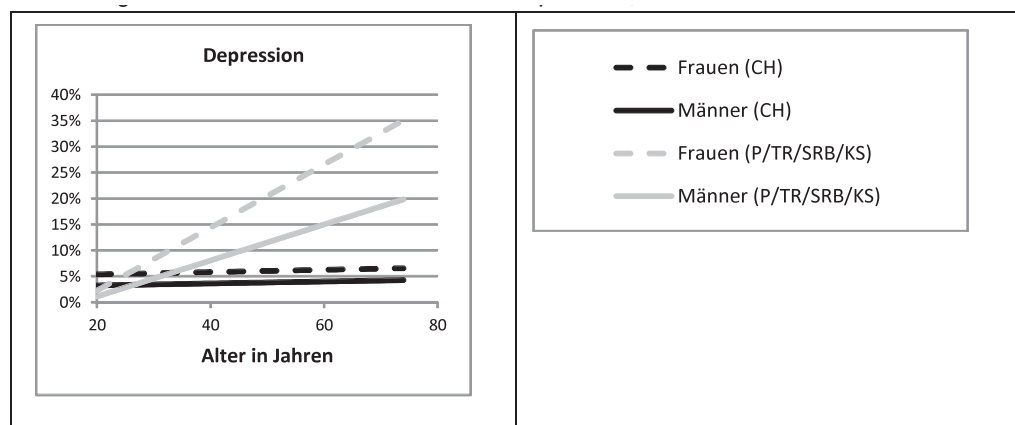 Depression
40%
35%
30%
25%
20%
15%
10%
5%
0%
20 40 60 80
Alter in Jahren
Frauen (CH)
Männer (CH)
Frauen (P/TR/SRB/KS)
Männer (P/TR/SRB/KS)